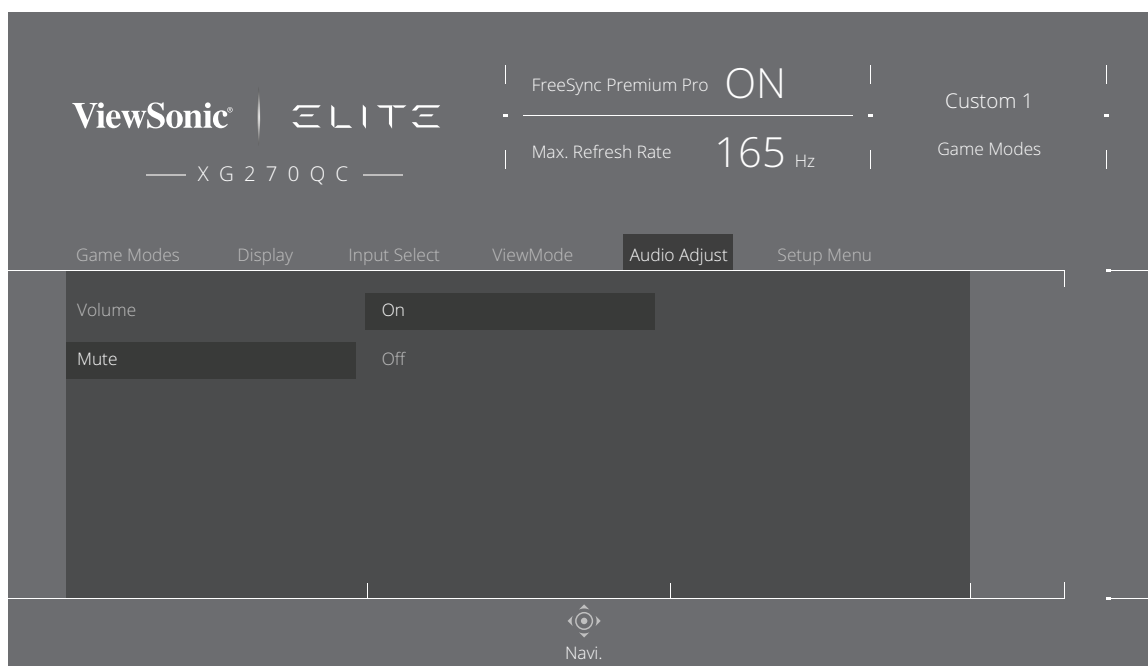 ViewSonic® ELITE
XG270QC
FreeSync Premium Pro ON
Max. Refresh Rate 165 Hz
Custom 1
Game Modes
Game Modes Display Input Select ViewMode Audio Adjust Setup Menu
Volume On
Mute Off
Navi.